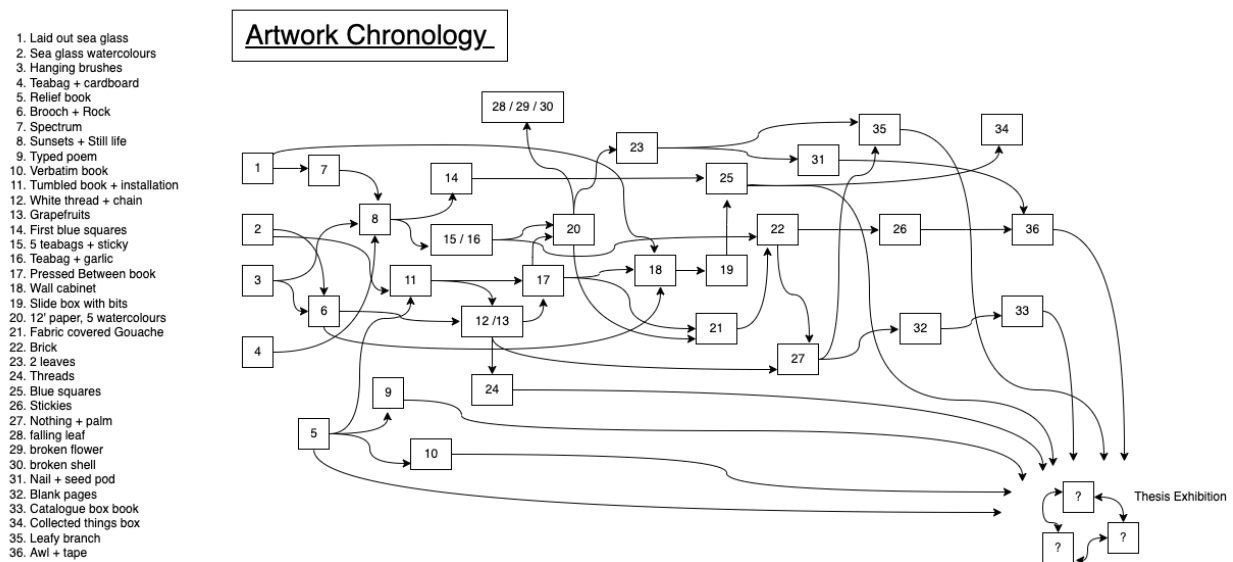 Artwork Chronology
1. Laid out sea glass
2. Sea glass watercolours
3. Hanging brushes
4. Teabag + cardboard
5. Relief book
6. Brooch + Rock
7. Spectrum
8. Sunsets + Still life
9. Typed poem
10. Verbatim book
11. Tumbled book + installation
12. White thread + chain
13. Grapefruits
14. First blue squares
15. 5 teabags + sticky
16. Teabag + garlic
17. Pressed Between book
18. Wall cabinet
19. Slide box with bits
20. 12' paper, 5 watercolours
21. Fabric covered Gouache
22. Brick
23. 2 leaves
24. Threads
25. Blue squares
26. Stickies
27. Nothing + palm
28. falling leaf
29. broken flower
30. broken shell
31. Nail + seed pod
32. Blank pages
33. Catalogue box book
34. Collected things box
35. Leafy branch
36. Awl + tape
28 / 29 / 30
35
34
23
31
1
7
14
25
8
2
15 / 16
20
22
26
36
3
11
17
18
19
6
12 /13
21
33
32
4
27
24
9
5
10
?
Thesis Exhibition
?
?